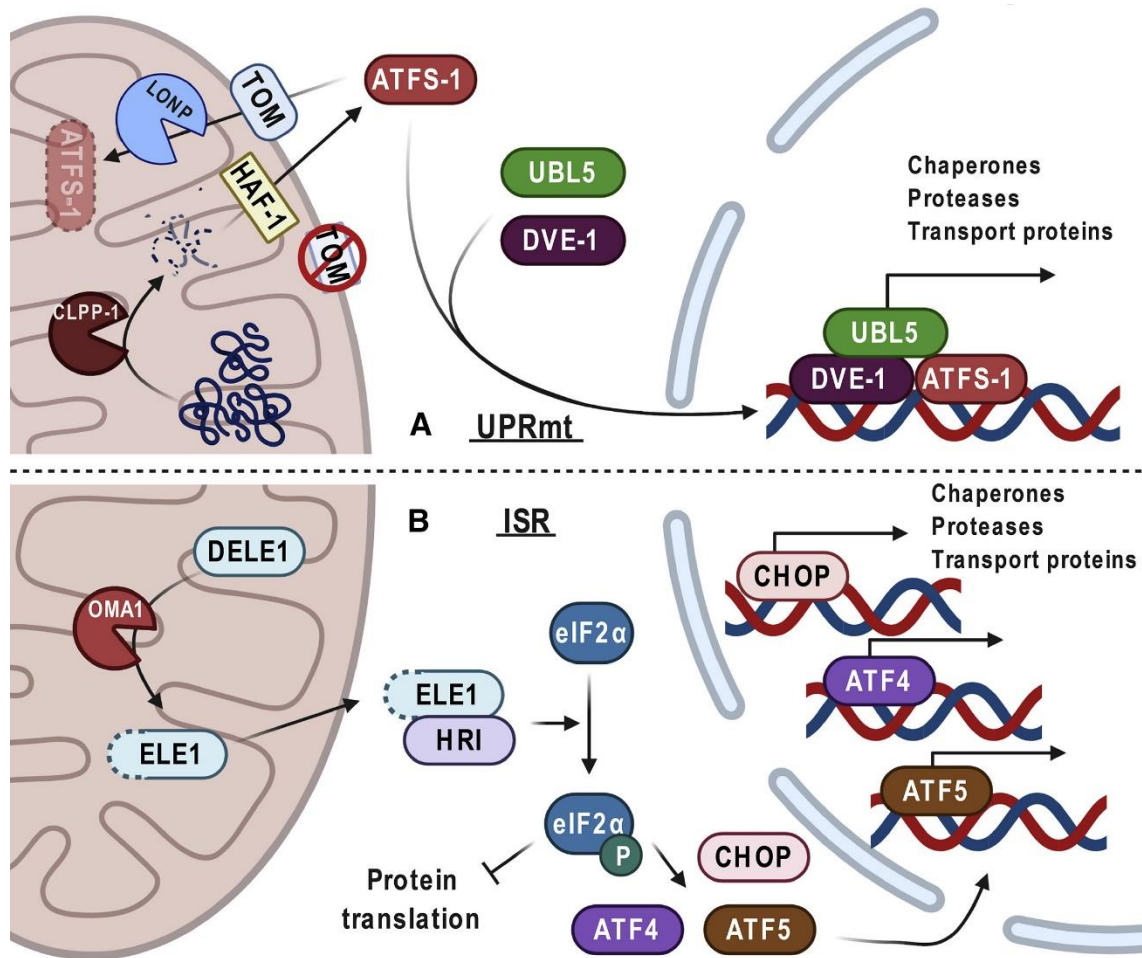 LONP
TOM
ATFS-1
ATFS-1
HAF-1
TOM
CLPP-1
UBL5
DVE-1
Chaperones
Proteases
Transport proteins
UBL5
DVE-1
ATFS-1
A UPRmt
B ISR
DELE1
OMA1
ELE1
ELE1
HRI
eIF2α
eIF2α
P
Protein
translation
CHOP
ATF4
ATF5
Chaperones
Proteases
Transport proteins
CHOP
ATF4
ATF5